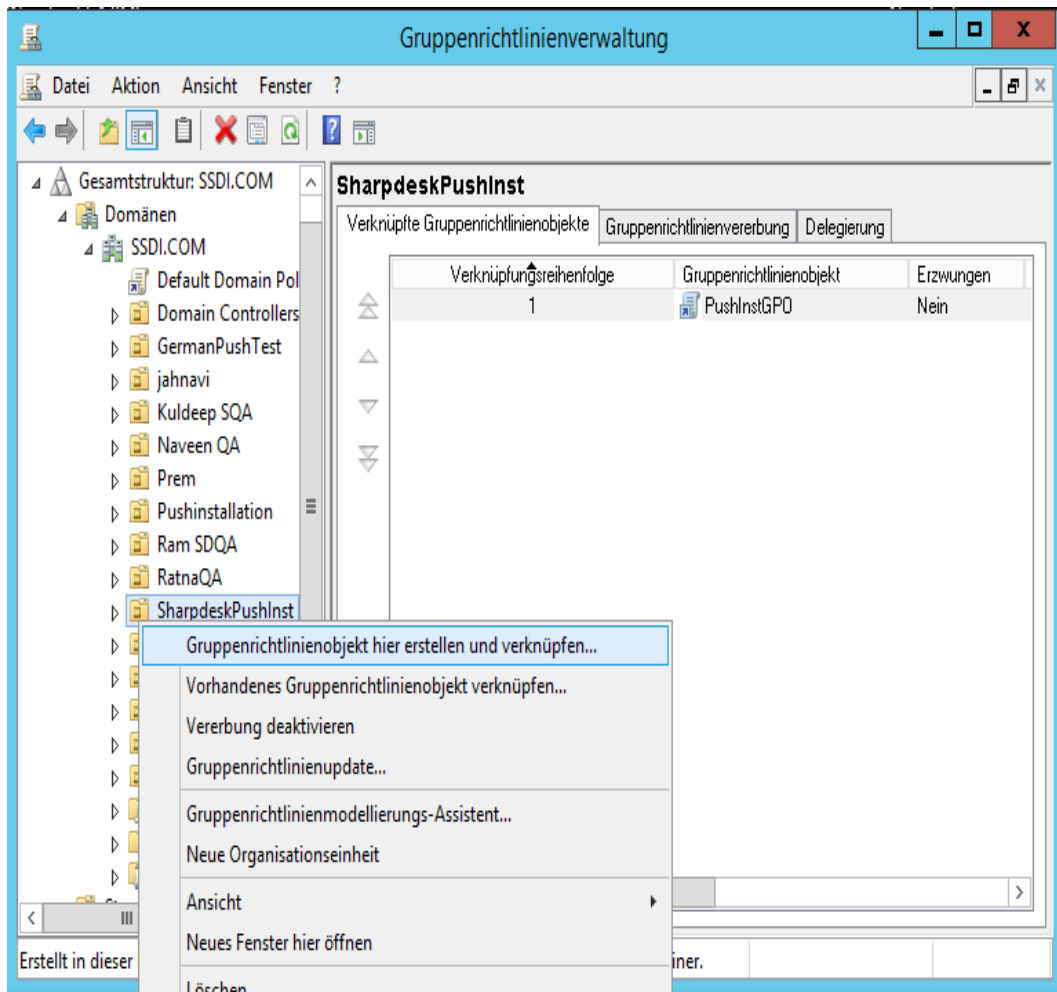 Gruppenrichtlinienverwaltung
Datei Aktion Ansicht Fenster ?
Gesamtstruktur: SSDI.COM
Domänen
SSDI.COM
Default Domain Pol
Domain Controllers
GermanPushTest
jahnavi
Kuldeep SQA
Naveen QA
Prem
Pushinstallation
Ram SDQA
RatnaQA
SharpdeskPushInst
SharpdeskPushInst
Verknüpfte Gruppenrichtlinienobjekte Gruppenrichtlinienvererbung Delegierung
Verknüpfungsreihenfolge Gruppenrichtlinienobjekt Erzwungen
1 PushInstGPO Nein
Gruppenrichtlinienobjekt hier erstellen und verknüpfen...
Vorhandenes Gruppenrichtlinienobjekt verknüpfen...
Vererbung deaktivieren
Gruppenrichtlinienupdate...
Gruppenrichtlinienmodellierungs-Assistent...
Neue Organisationseinheit
Ansicht
Neues Fenster hier öffnen
Löschen
Erstellt in dieser iner.